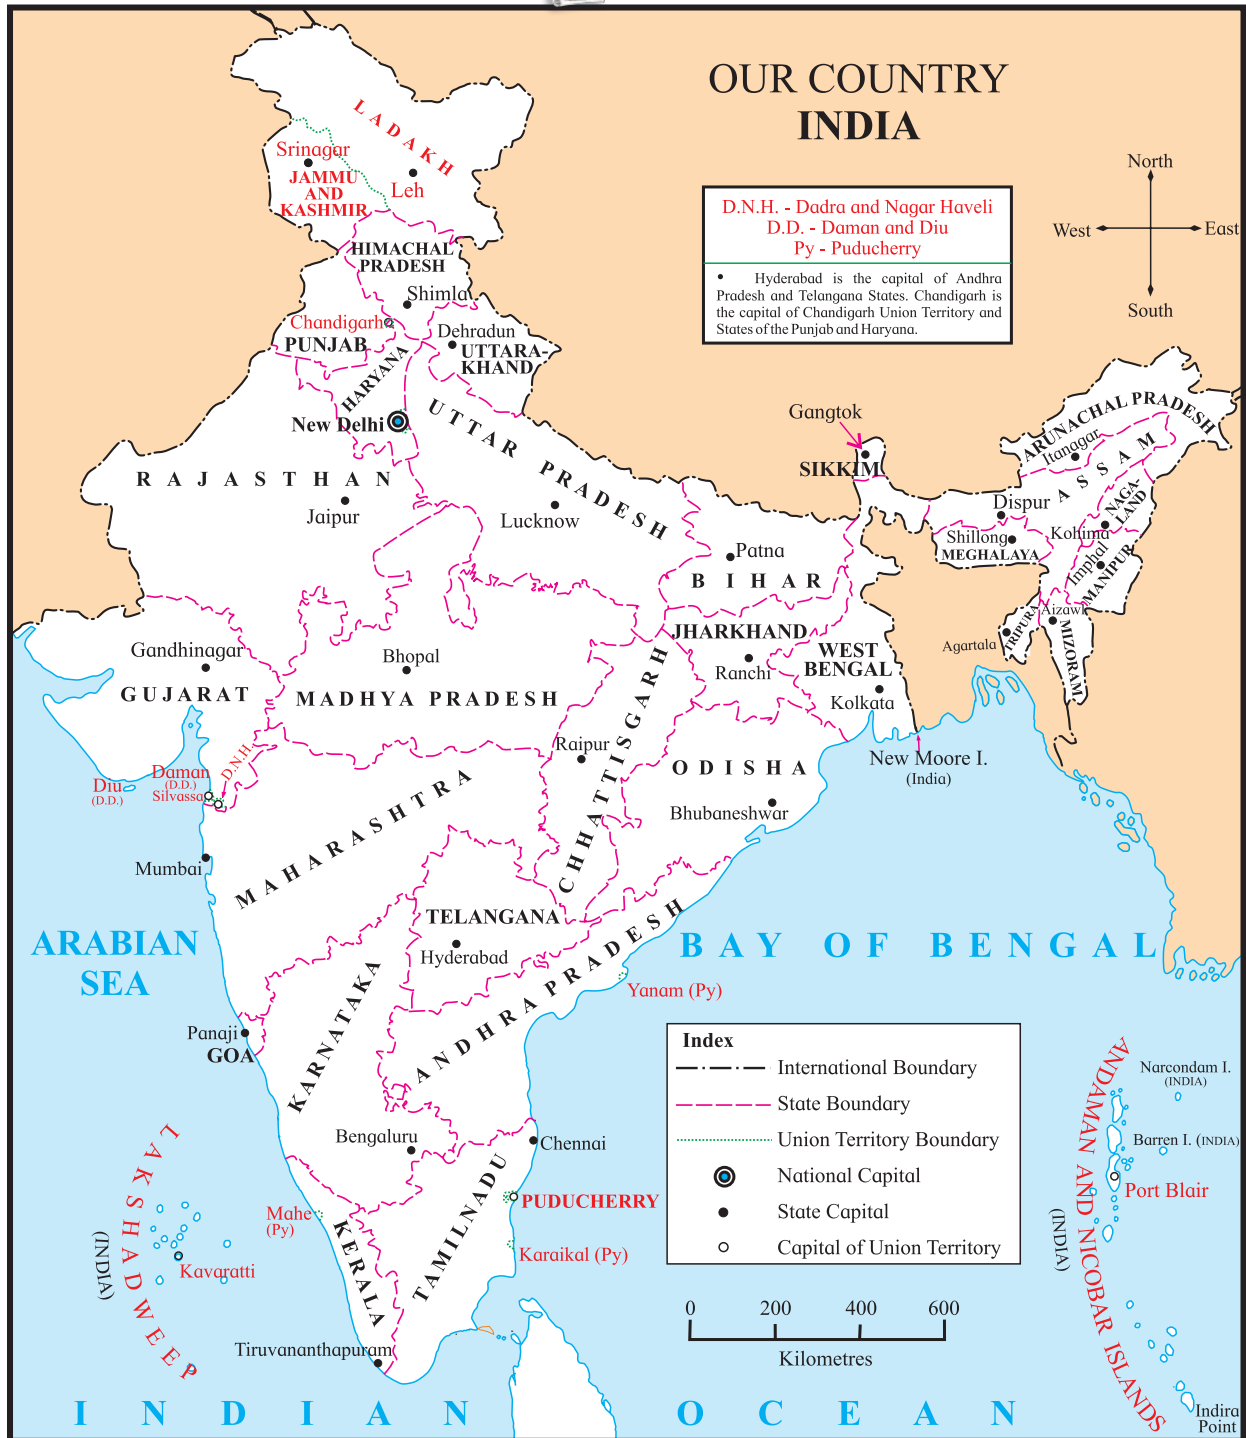 OUR COUNTRY
INDIA
North
West
East
South
D.N.H. - Dadra and Nagar Haveli
D.D. - Daman and Diu
Py - Puducherry
• Hyderabad is the capital of Andhra
Pradesh and Telangana States. Chandigarh is
the capital of Chandigarh Union Territory and
States of the Punjab and Haryana.
LADAKH
Srinagar
JAMMU
AND
KASHMIR
Leh
HIMACHAL
PRADESH
Shimla
Chandigarh
PUNJAB
Dehradun
UTTARA-
KHAND
HARYANA
New Delhi
UTTAR PRADESH
Lucknow
RAJASTHAN
Jaipur
Gangtok
SIKKIM
ARUNACHAL PRADESH
Itanagar
ASSAM
Dispur
NAGA-
LAND
Kohima
Shillong
MEGHALAYA
Imphal
MANIPUR
Aizawl
MIZORAM
TRIPURA
Agartala
Patna
BIHAR
JHARKHAND
Ranchi
WEST
BENGAL
Kolkata
New Moore I.
(India)
Gandhinagar
GUJARAT
Bhopal
MADHYA PRADESH
Raipur
CHHATTISGARH
ODISHA
Bhubaneshwar
D.N.H.
Daman
(D.D.)
Silvassa
Diu
(D.D.)
MAHARASHTRA
Mumbai
TELANGANA
Hyderabad
ANDHRA PRADESH
Yanam (Py)
ARABIAN
SEA
BAY OF BENGAL
Panaji
GOA
KARNATAKA
Bengaluru
Chennai
PUDUCHERRY
Mahe
(Py)
KERALA
TAMILNADU
Karaikal (Py)
Tiruvananthapuram
LAKSHADWEEP
(INDIA)
Kavaratti
Index
International Boundary
State Boundary
Union Territory Boundary
National Capital
State Capital
Capital of Union Territory
0 200 400 600
Kilometres
ANDAMAN AND NICOBAR ISLANDS
(INDIA)
Narcondam I.
(INDIA)
Barren I. (INDIA)
Port Blair
Indira
Point
INDIAN OCEAN